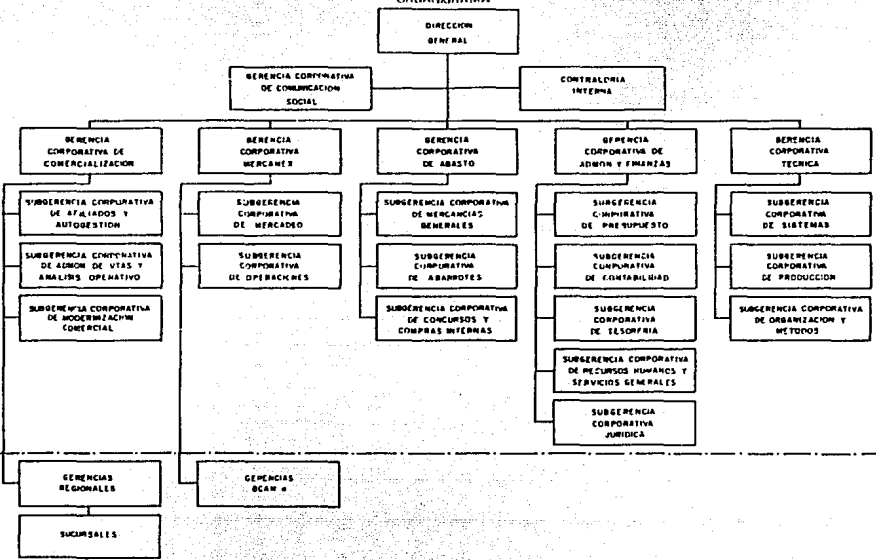 DIRECCION
GENERAL
GERENCIA CORPORATIVA
DE COMUNICACION
SOCIAL
CONTRALORIA
INTERNA
GERENCIA
CORPORATIVA DE
COMERCIALIZACION
GERENCIA
CORPORATIVA
MERCANEX
GERENCIA
CORPORATIVA
DE ABASTO
GERENCIA
CORPORATIVA DE
ADMON Y FINANZAS
GERENCIA
CORPORATIVA
TECNICA
SUBGERENCIA CORPORATIVA
DE AFILIADOS Y
AUTOGESTION
SUBGERENCIA
CORPORATIVA
DE MERCADEO
SUBGERENCIA CORPORATIVA
DE MERCANCIAS
GENERALES
SUBGERENCIA
CORPORATIVA
DE PRESUPUESTO
SUBGERENCIA
CORPORATIVA
DE SISTEMAS
SUBGERENCIA CORPORATIVA
DE ADMON DE VTAS Y
ANALISIS OPERATIVO
SUBGERENCIA
CORPORATIVA
DE OPERACIONES
SUBGERENCIA
CORPORATIVA
DE ABARROTES
SUBGERENCIA
CORPORATIVA
DE CONTABILIDAD
SUBGERENCIA
CORPORATIVA
DE PRODUCCION
SUBGERENCIA CORPORATIVA
DE MODERNIZACION
COMERCIAL
SUBGERENCIA CORPORATIVA
DE CONCURSOS Y
COMPRAS INTERNAS
SUBGERENCIA
CORPORATIVA
DE TESORERIA
SUBGERENCIA CORPORATIVA
DE ORGANIZACION Y
METODOS
SUBGERENCIA CORPORATIVA
DE RECURSOS HUMANOS Y
SERVICIOS GENERALES
SUBGERENCIA
CORPORATIVA
JURIDICA
GERENCIAS
REGIONALES
GERENCIAS
SUCURSALES